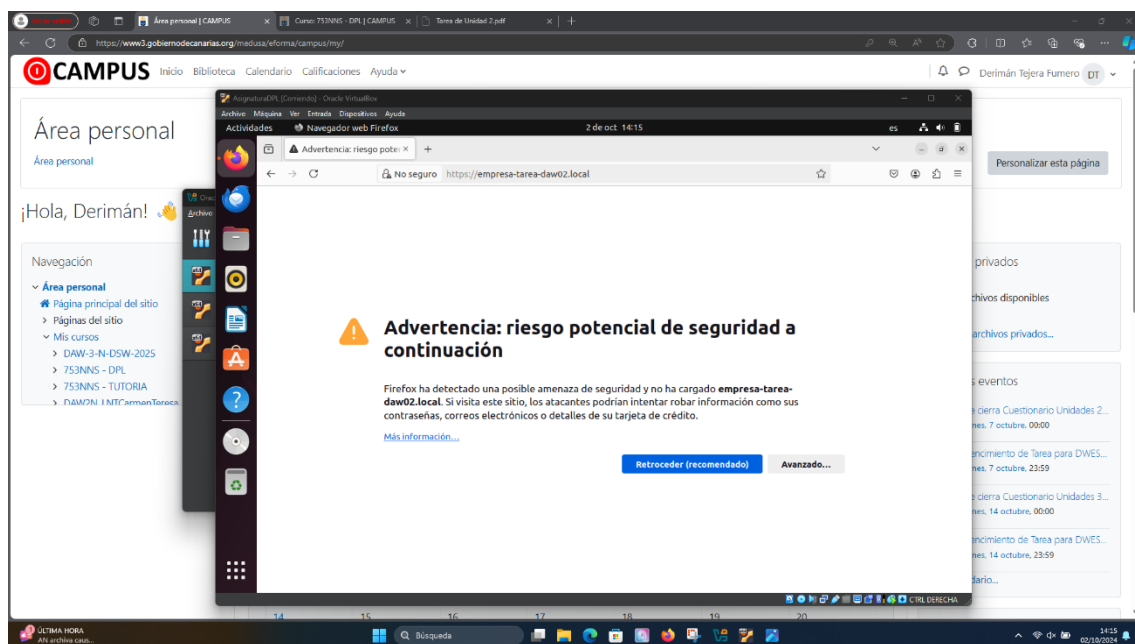 Área personal | CAMPUS
Curso: 753NNS - DPL | CAMPUS
Tarea de Unidad 2.pdf
https://www3.gobiernodecanarias.org/medusa/eforma/campus/my/
CAMPUS Inicio Biblioteca Calendario Calificaciones Ayuda
Derimán Tejera Fumero DT
AsignaturaDPL [Corriendo] - Oracle VirtualBox
Archivo Máquina Ver Entrada Dispositivos Ayuda
Actividades Navegador web Firefox 2 de oct 14:15 es
Advertencia: riesgo poten
No seguro https://empresa-tarea-daw02.local
Área personal
Área personal
Personalizar esta página
¡Hola, Derimán!
Archivo
Navegación
Área personal
Página principal del sitio
Páginas del sitio
Mis cursos
DAW-3-N-DSW-2025
753NNS - DPL
753NNS - TUTORIA
DAW2N_LNTCarmenTeresa
Advertencia: riesgo potencial de seguridad a
continuación
Firefox ha detectado una posible amenaza de seguridad y no ha cargado empresa-tarea-
daw02.local. Si visita este sitio, los atacantes podrían intentar robar información como sus
contraseñas, correos electrónicos o detalles de su tarjeta de crédito.
Más información...
Retroceder (recomendado) Avanzado...
privados
chivos disponibles
archivos privados...
s eventos
e cierra Cuestionario Unidades 2...
nes, 7 octubre, 00:00
encimiento de Tarea para DWES...
nes, 7 octubre, 23:59
e cierra Cuestionario Unidades 3...
nes, 14 octubre, 00:00
encimiento de Tarea para DWES...
nes, 14 octubre, 23:59
dario...
CTRL DERECHA
14 15 16 17 18 19 20
ÚLTIMA HORA
AN archiva caus...
Búsqueda
14:15
02/10/2024